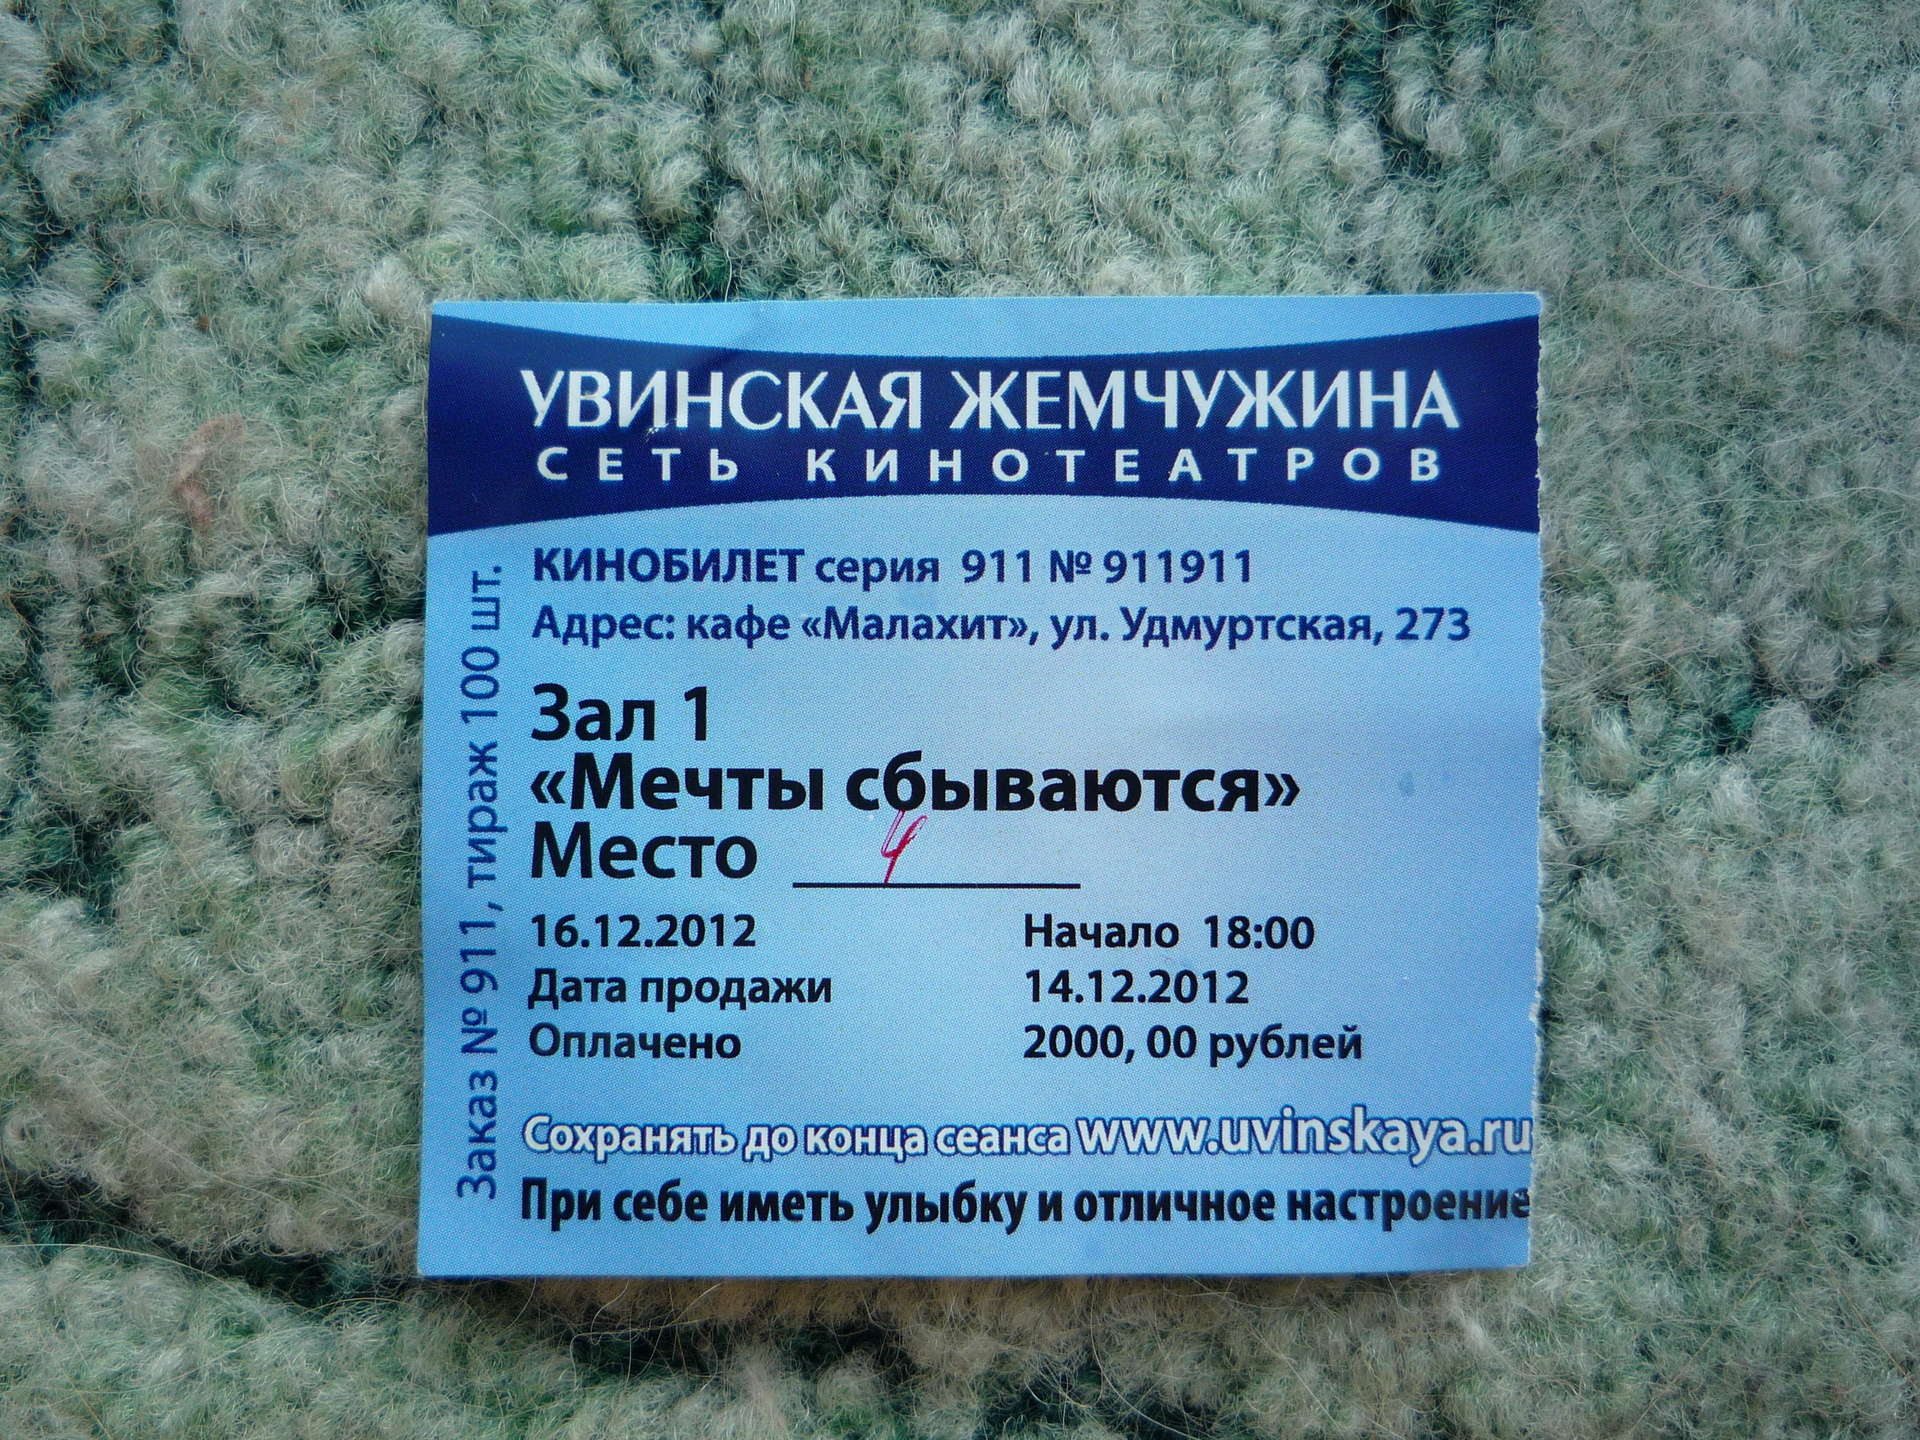 УВИНСКАЯ ЖЕМЧУЖИНА
СЕТЬ КИНОТЕАТРОВ
КИНОБИЛЕТ серия 911 № 911911
Адрес: кафе «Малахит», ул. Удмуртская, 273
Зал 1
«Мечты сбываются»
Место 4
16.12.2012 Начало 18:00
Дата продажи 14.12.2012
Оплачено 2000, 00 рублей
Сохранять до конца сеанса www.uvinskaya.ru
При себе иметь улыбку и отличное настроение
Заказ № 911, тираж 100 шт.